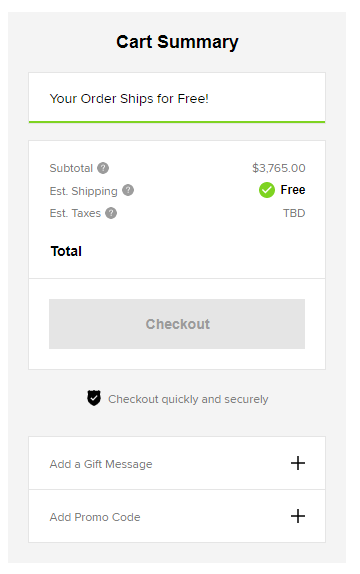 Cart Summary
Your Order Ships for Free!
Subtotal ? $3,765.00
Est. Shipping ? Free
Est. Taxes ? TBD
Total
Checkout
Checkout quickly and securely
Add a Gift Message +
Add Promo Code +